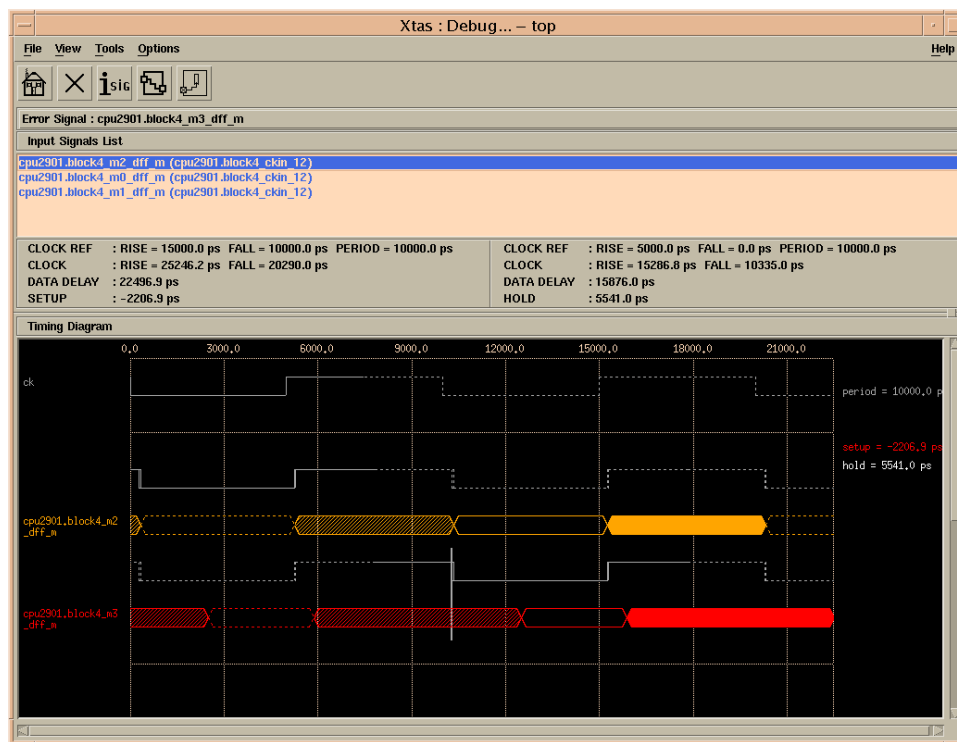 Xtas : Debug... – top
File View Tools Options Help
isIG
Error Signal : cpu2901.block4_m3_dff_m
Input Signals List
cpu2901.block4_m2_dff_m (cpu2901.block4_ckin_12)
cpu2901.block4_m0_dff_m (cpu2901.block4_ckin_12)
cpu2901.block4_m1_dff_m (cpu2901.block4_ckin_12)
CLOCK REF : RISE = 15000.0 ps FALL = 10000.0 ps PERIOD = 10000.0 ps
CLOCK : RISE = 25246.2 ps FALL = 20290.0 ps
DATA DELAY : 22496.9 ps
SETUP : -2206.9 ps
CLOCK REF : RISE = 5000.0 ps FALL = 0.0 ps PERIOD = 10000.0 ps
CLOCK : RISE = 15286.8 ps FALL = 10335.0 ps
DATA DELAY : 15876.0 ps
HOLD : 5541.0 ps
Timing Diagram
0.0 3000.0 6000.0 9000.0 12000.0 15000.0 18000.0 21000.0
ck
period = 10000.0 p
setup = -2206.9 ps
hold = 5541.0 ps
cpu2901.block4_m2
_dff_m
cpu2901.block4_m3
_dff_m